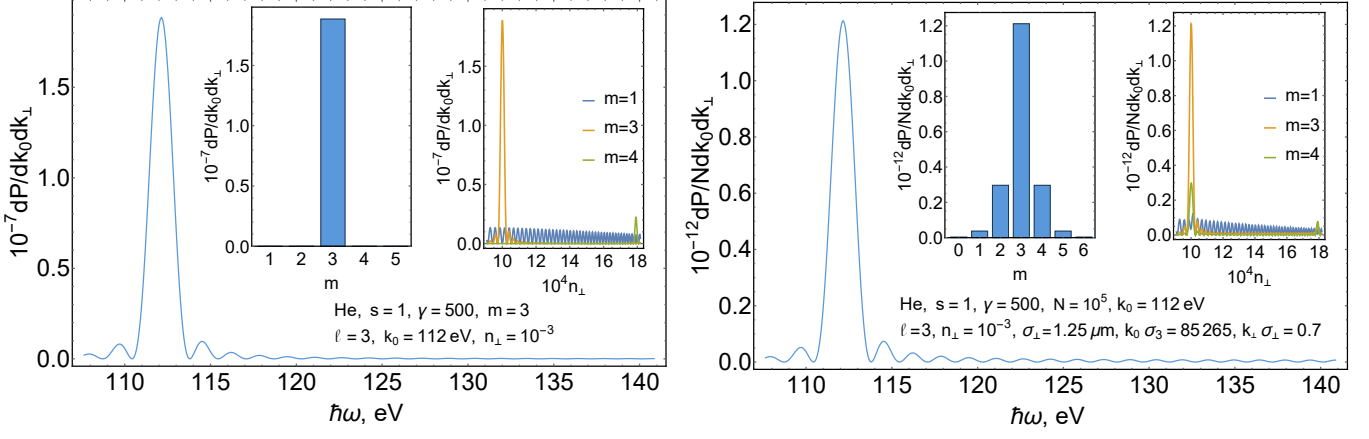 10⁻⁷dP/dk₀dk⊥
1.5
1.0
0.5
0.0
110 115 120 125 130 135 140
ħω, eV
10⁻⁷dP/dk₀dk⊥
1.5
1.0
0.5
0.0
1 2 3 4 5
m
10⁻⁷dP/dk₀dk⊥
1.5
1.0
0.5
0.0
10 12 14 16 18
10⁴n⊥
m=1
m=3
m=4
He, s = 1, γ = 500, m = 3
ℓ = 3, k₀ = 112 eV, n⊥ = 10⁻³
10⁻¹²dP/Ndk₀dk⊥
1.2
1.0
0.8
0.6
0.4
0.2
0.0
110 115 120 125 130 135 140
ħω, eV
10⁻¹²dP/Ndk₀dk⊥
1.2
1.0
0.8
0.6
0.4
0.2
0.0
0 1 2 3 4 5 6
m
10⁻¹²dP/Ndk₀dk⊥
1.2
1.0
0.8
0.6
0.4
0.2
0.0
10 12 14 16 18
10⁴n⊥
m=1
m=3
m=4
He, s = 1, γ = 500, N = 10⁵, k₀ = 112 eV
ℓ = 3, n⊥ = 10⁻³, σ⊥ = 1.25 μm, k₀ σ₃ = 85 265, k⊥ σ⊥ = 0.7